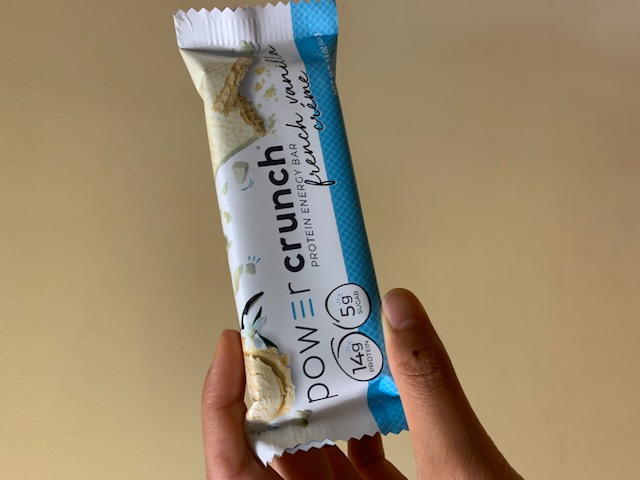 power crunch®
PROTEIN ENERGY BAR
french vanilla
créme
14g
PROTEIN
5g
SUGAR